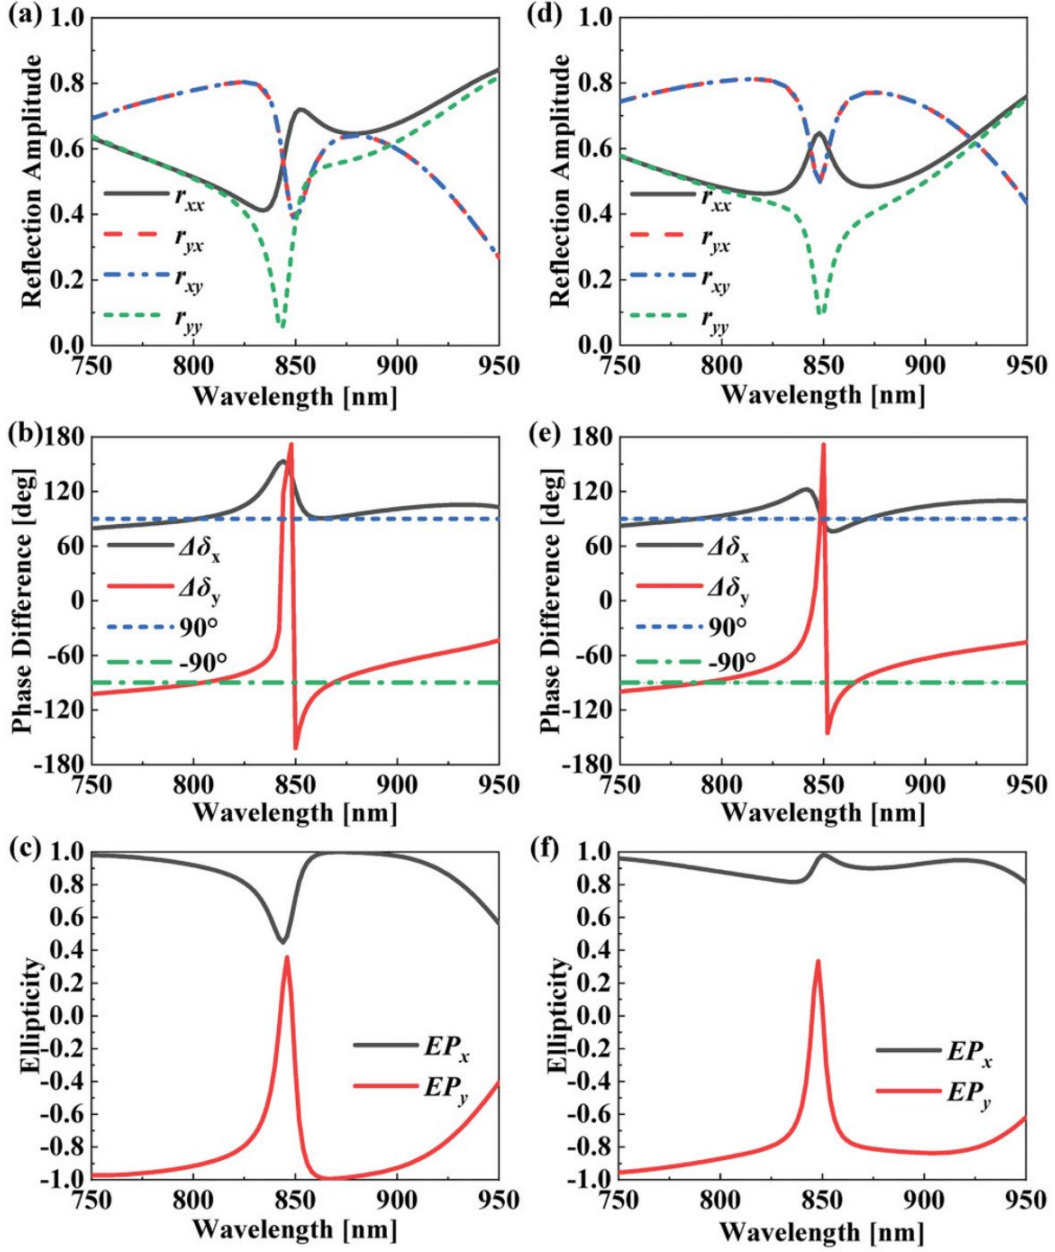 (a)
1.0
0.8
0.6
0.4
0.2
0.0
Reflection Amplitude
r_xx
r_yx
r_xy
r_yy
750 800 850 900 950
Wavelength [nm]
(d)
1.0
0.8
0.6
0.4
0.2
0.0
Reflection Amplitude
r_xx
r_yx
r_xy
r_yy
750 800 850 900 950
Wavelength [nm]
(b)
180
120
60
0
-60
-120
-180
Phase Difference [deg]
Δδ_x
Δδ_y
90°
-90°
750 800 850 900 950
Wavelength [nm]
(e)
180
120
60
0
-60
-120
-180
Phase Difference [deg]
Δδ_x
Δδ_y
90°
-90°
750 800 850 900 950
Wavelength [nm]
(c)
1.0
0.8
0.6
0.4
0.2
0.0
-0.2
-0.4
-0.6
-0.8
-1.0
Ellipticity
EP_x
EP_y
750 800 850 900 950
Wavelength [nm]
(f)
1.0
0.8
0.6
0.4
0.2
0.0
-0.2
-0.4
-0.6
-0.8
-1.0
Ellipticity
EP_x
EP_y
750 800 850 900 950
Wavelength [nm]